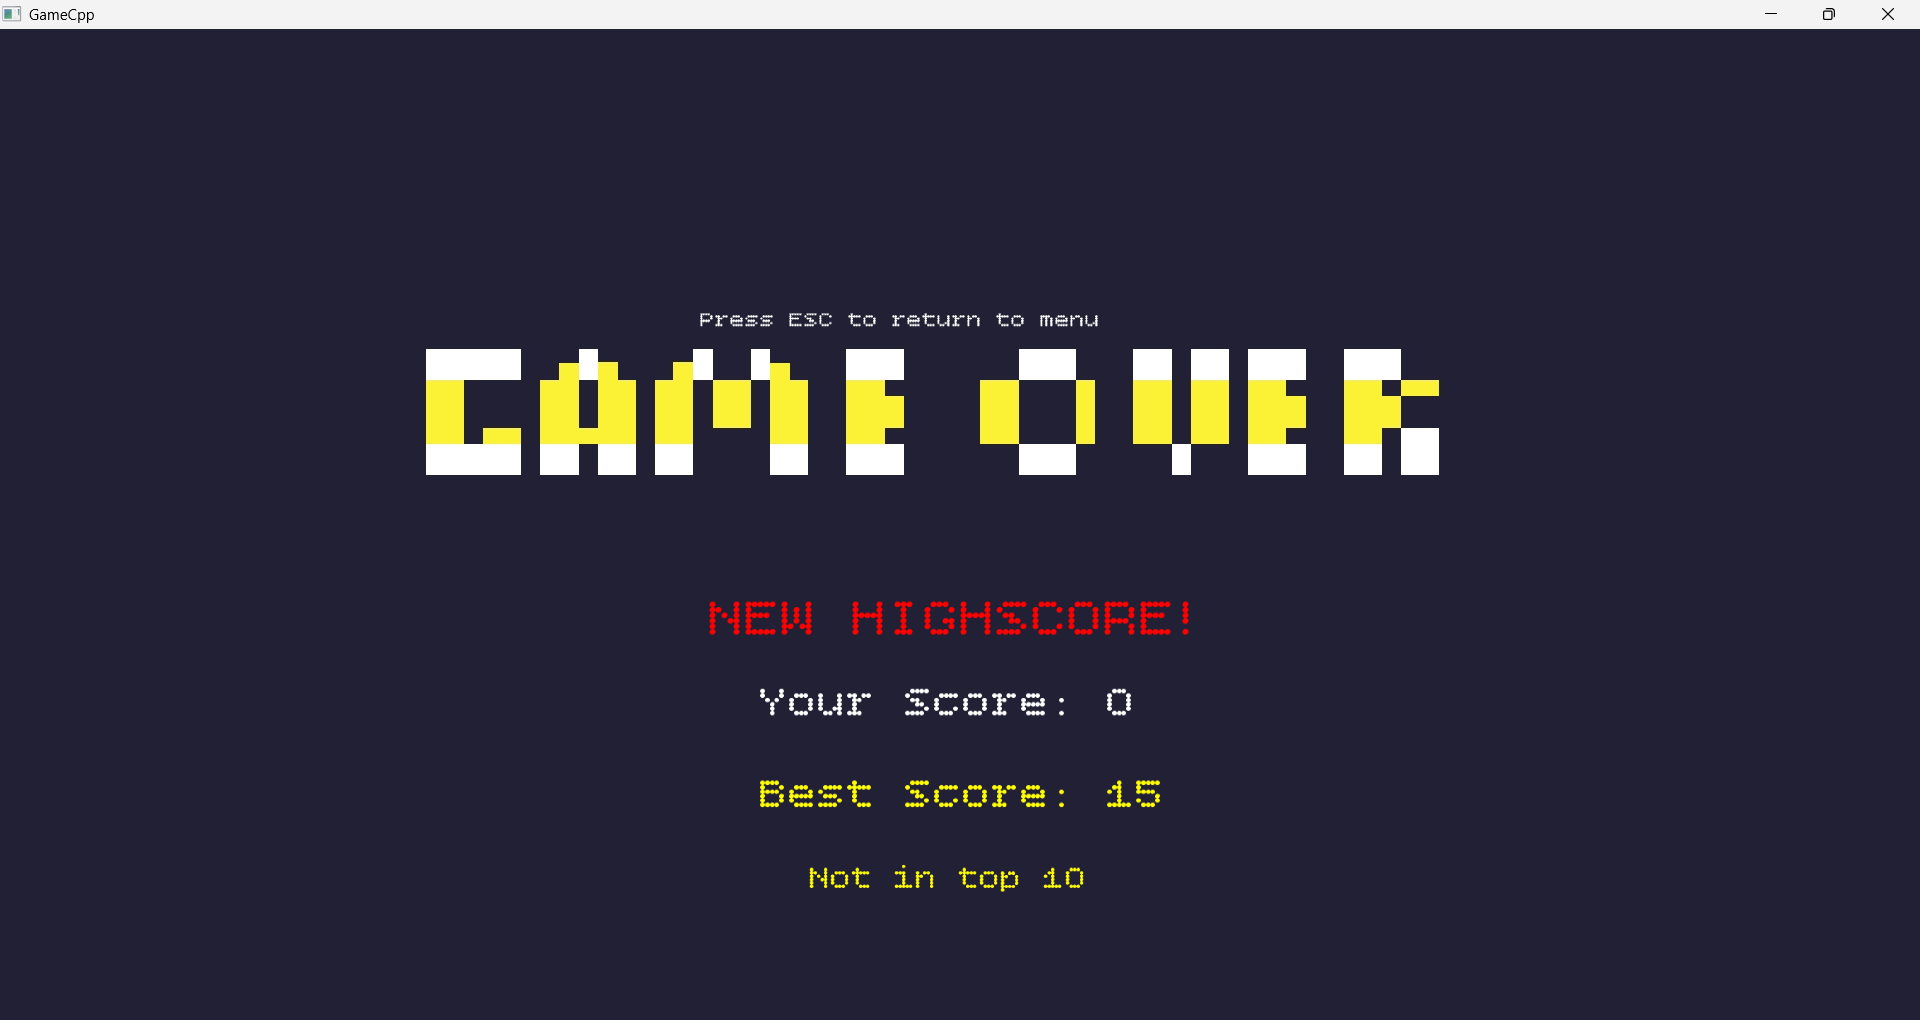 GameCpp
Press ESC to return to menu
GAME OVER
NEW HIGHSCORE!
Your Score: 0
Best Score: 15
Not in top 10